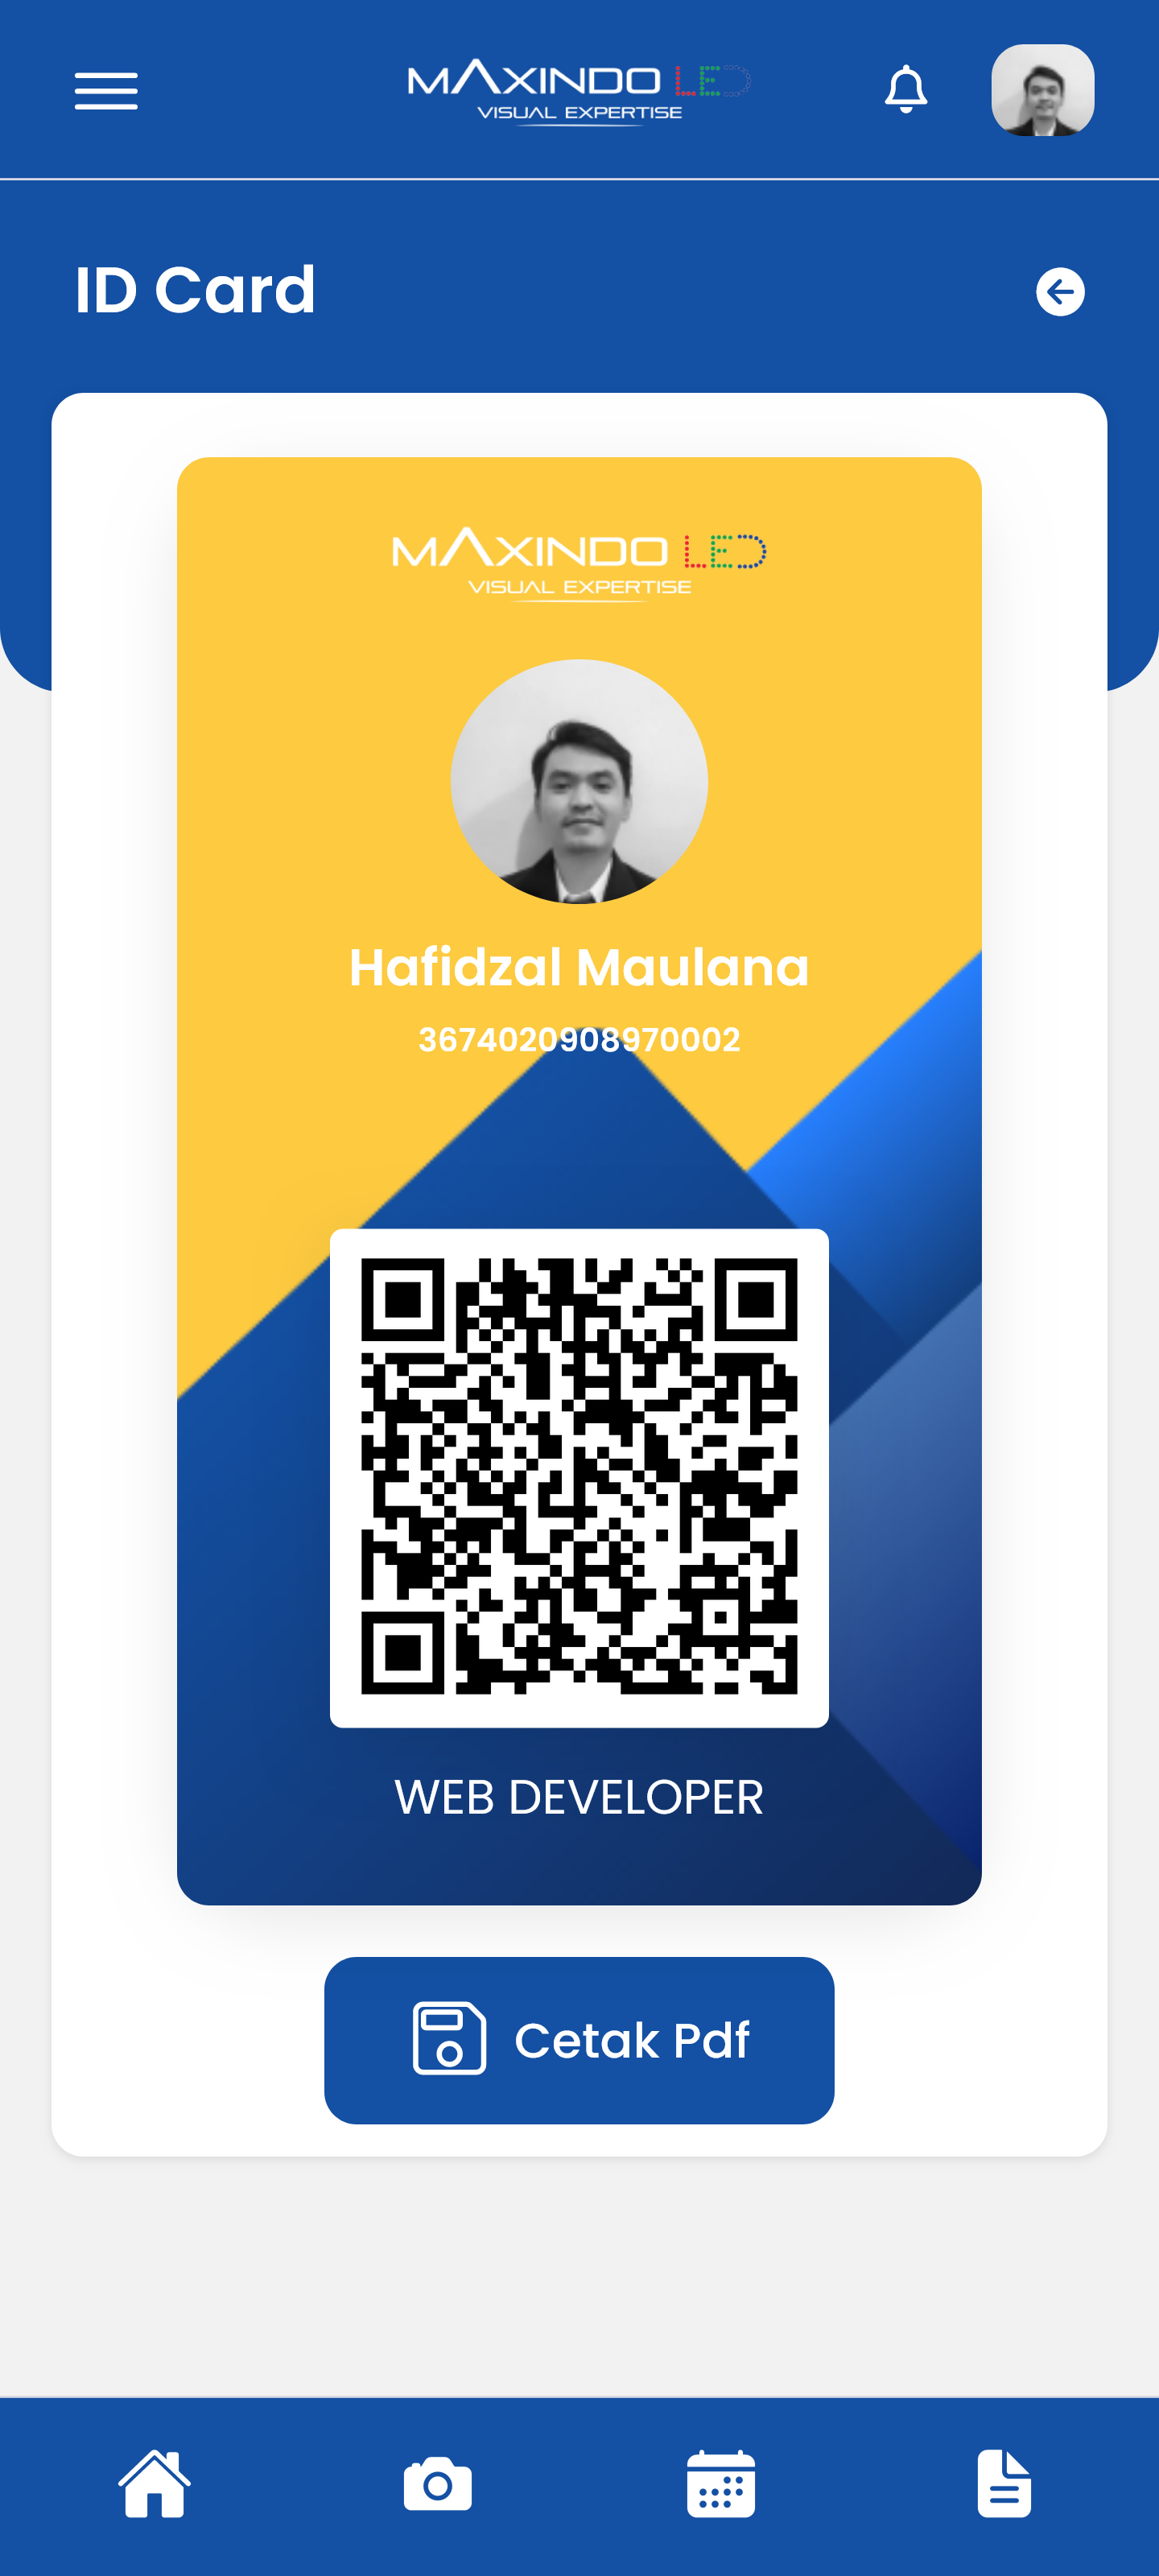 MAXINDO LED
VISUAL EXPERTISE
ID Card
MAXINDO LED
VISUAL EXPERTISE
Hafidzal Maulana
3674020908970002
WEB DEVELOPER
Cetak Pdf